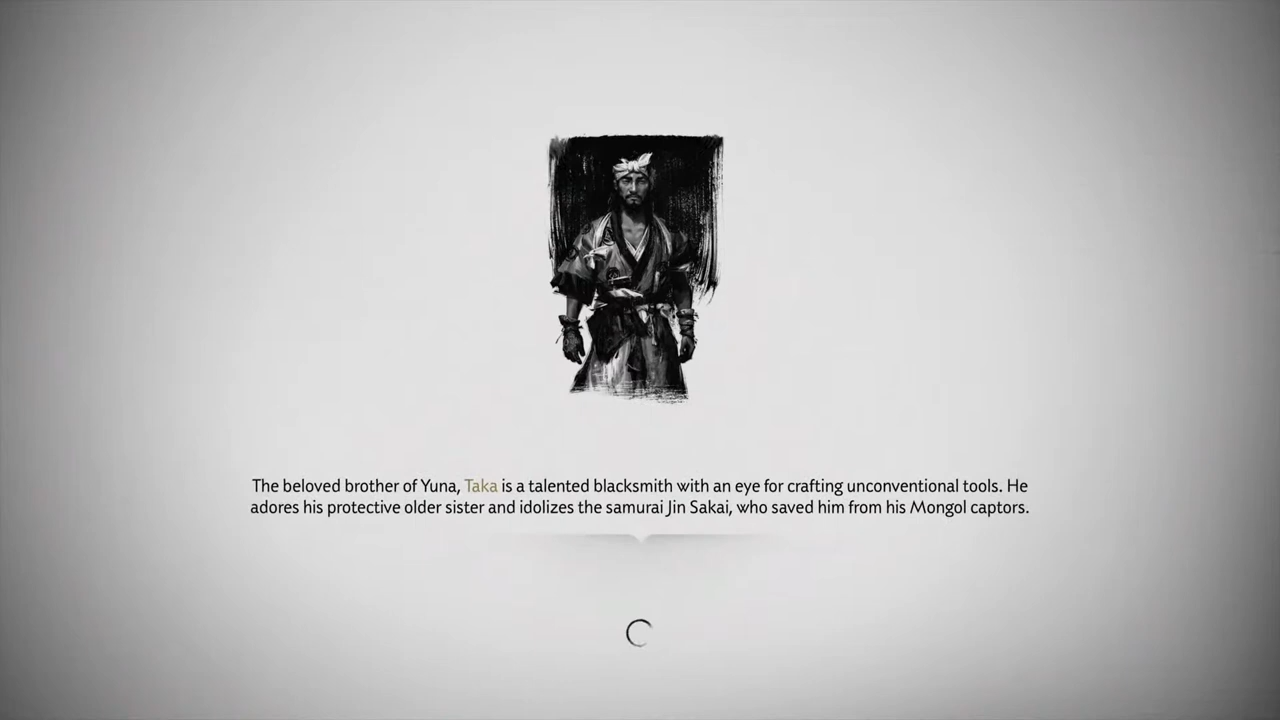 The beloved brother of Yuna, Taka is a talented blacksmith with an eye for crafting unconventional tools. He
adores his protective older sister and idolizes the samurai Jin Sakai, who saved him from his Mongol captors.